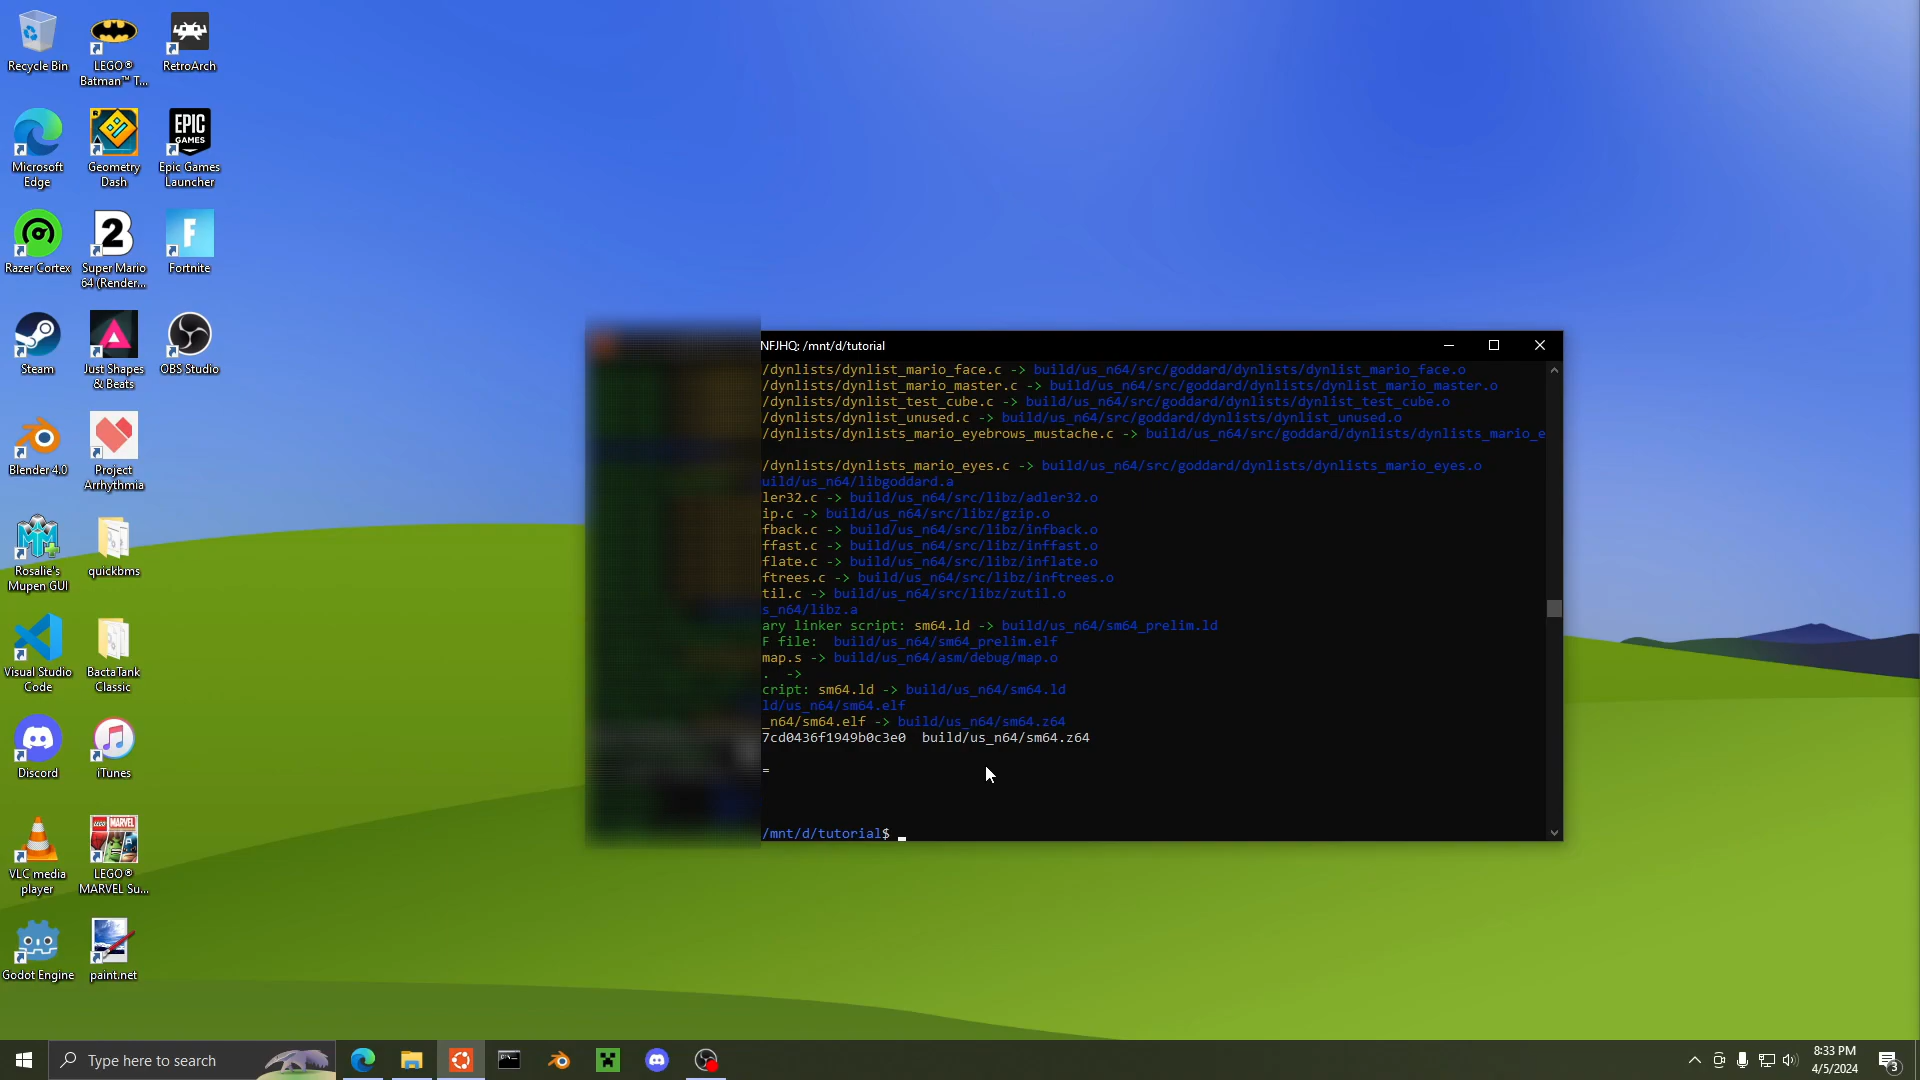 Recycle Bin
LEGO®
Batman™ T...
RetroArch
Microsoft
Edge
Geometry
Dash
EPIC
GAMES
Epic Games
Launcher
Razer Cortex
2
Super Mario
64 (Render...
F
Fortnite
Steam
Just Shapes
& Beats
OBS Studio
Blender 4.0
Project
Arrhythmia
Rosalie's
Mupen GUI
quickbms
Visual Studio
Code
BactaTank
Classic
Discord
iTunes
VLC media
player
LEGO
MARVEL
LEGO®
MARVEL Su...
Godot Engine
paint.net
NFJHQ: /mnt/d/tutorial
/dynlists/dynlist_mario_face.c -> build/us_n64/src/goddard/dynlists/dynlist_mario_face.o
/dynlists/dynlist_mario_master.c -> build/us_n64/src/goddard/dynlists/dynlist_mario_master.o
/dynlists/dynlist_test_cube.c -> build/us_n64/src/goddard/dynlists/dynlist_test_cube.o
/dynlists/dynlist_unused.c -> build/us_n64/src/goddard/dynlists/dynlist_unused.o
/dynlists/dynlists_mario_eyebrows_mustache.c -> build/us_n64/src/goddard/dynlists/dynlists_mario_e
/dynlists/dynlists_mario_eyes.c -> build/us_n64/src/goddard/dynlists/dynlists_mario_eyes.o
uild/us_n64/libgoddard.a
ler32.c -> build/us_n64/src/libz/adler32.o
ip.c -> build/us_n64/src/libz/gzip.o
fback.c -> build/us_n64/src/libz/infback.o
ffast.c -> build/us_n64/src/libz/inffast.o
flate.c -> build/us_n64/src/libz/inflate.o
ftrees.c -> build/us_n64/src/libz/inftrees.o
til.c -> build/us_n64/src/libz/zutil.o
s_n64/libz.a
ary linker script: sm64.ld -> build/us_n64/sm64_prelim.ld
F file:  build/us_n64/sm64_prelim.elf
map.s -> build/us_n64/asm/debug/map.o
. ->
cript: sm64.ld -> build/us_n64/sm64.ld
ld/us_n64/sm64.elf
_n64/sm64.elf -> build/us_n64/sm64.z64
7cd0436f1949b0c3e0  build/us_n64/sm64.z64
=
/mnt/d/tutorial$
Type here to search
8:33 PM
4/5/2024
3